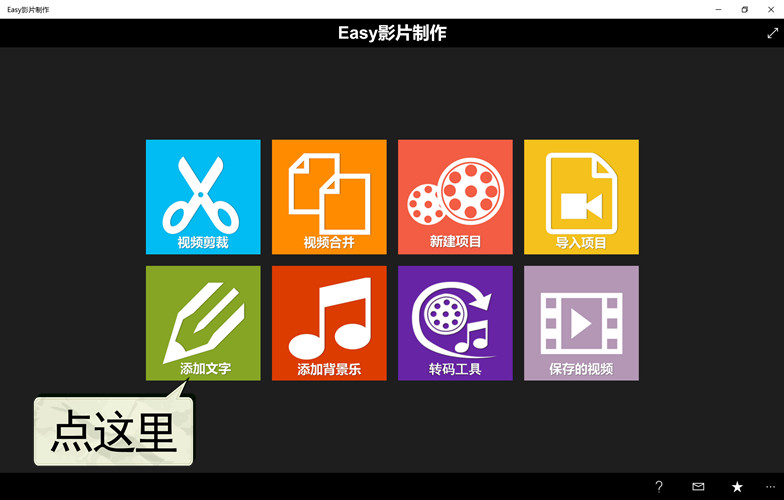 Easy影片制作
Easy影片制作
视频剪裁
视频合并
新建项目
导入项目
添加文字
添加背景乐
转码工具
保存的视频
点这里